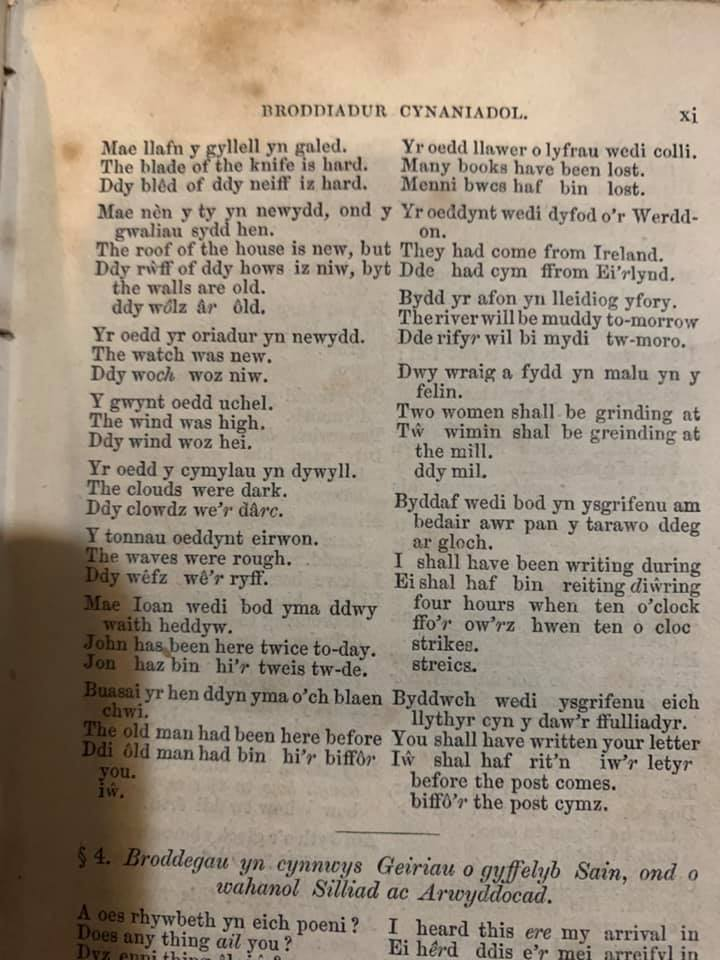 BRODDIADUR CYNANIADOL.
xi
Mae llafn y gyllell yn galed.
The blade of the knife is hard.
Ddy blêd of ddy neiff iz hard.
Mae nèn y ty yn newydd, ond y
gwaliau sydd hen.
The roof of the house is new, but
Ddy rŵff of ddy hows iz niw, byt
the walls are old.
ddy wôlz âr ôld.
Yr oedd yr oriadur yn newydd.
The watch was new.
Ddy woch woz niw.
Y gwynt oedd uchel.
The wind was high.
Ddy wind woz hei.
Yr oedd y cymylau yn dywyll.
The clouds were dark.
Ddy clowdz we'r dârc.
Y tonnau oeddynt eirwon.
The waves were rough.
Ddy wêfz wê'r ryff.
Mae Ioan wedi bod yma ddwy
waith heddyw.
John has been here twice to-day.
Jon haz bin hi'r tweis tw-de.
Buasai yr hen ddyn yma o'ch blaen
chwi.
The old man had been here before
Ddi ôld man had bin hi'r biffôr
you.
iŵ.
Yr oedd llawer o lyfrau wedi colli.
Many books have been lost.
Menni bwcs haf bin lost.
Yr oeddynt wedi dyfod o'r Werdd-
on.
They had come from Ireland.
Dde had cym ffrom Ei'rlynd.
Bydd yr afon yn lleidiog yfory.
The river will be muddy to-morrow
Dde rifyr wil bi mydi tw-moro.
Dwy wraig a fydd yn malu yn y
felin.
Two women shall be grinding at
Tŵ wimin shal be greinding at
the mill.
ddy mil.
Byddaf wedi bod yn ysgrifenu am
bedair awr pan y tarawo ddeg
ar gloch.
I shall have been writing during
Ei shal haf bin reiting diŵring
four hours when ten o'clock
ffo'r ow'rz hwen ten o cloc
strikes.
streics.
Byddwch wedi ysgrifenu eich
llythyr cyn y daw'r ffulliadyr.
You shall have written your letter
Iŵ shal haf rit'n iw'r letyr
before the post comes.
biffô'r the post cymz.
§ 4. Broddegau yn cynnwys Geiriau o gyffelyb Sain, ond o
wahanol Silliad ac Arwyddocad.
A oes rhywbeth yn eich poeni?
Does any thing ail you?
I heard this ere my arrival in
Ei hêrd ddis e'r mei arreifyl in